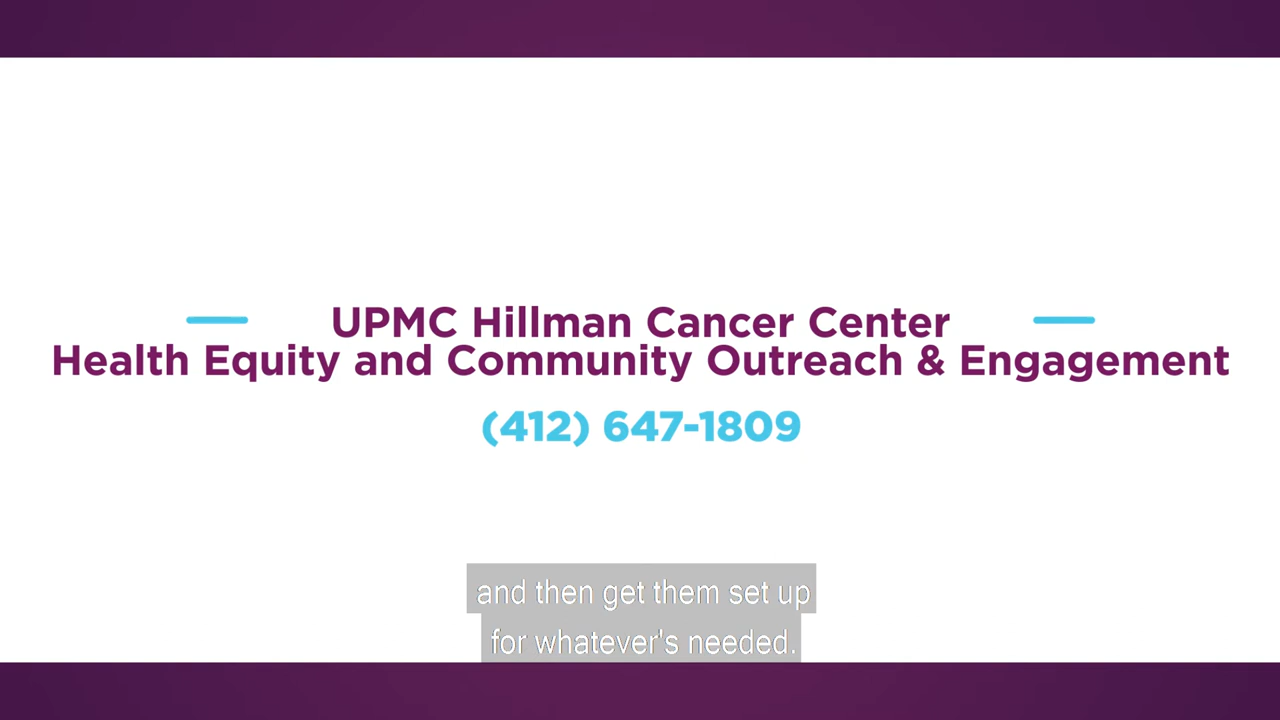 UPMC Hillman Cancer Center
Health Equity and Community Outreach & Engagement
(412) 647-1809
and then get them set up
for whatever's needed.